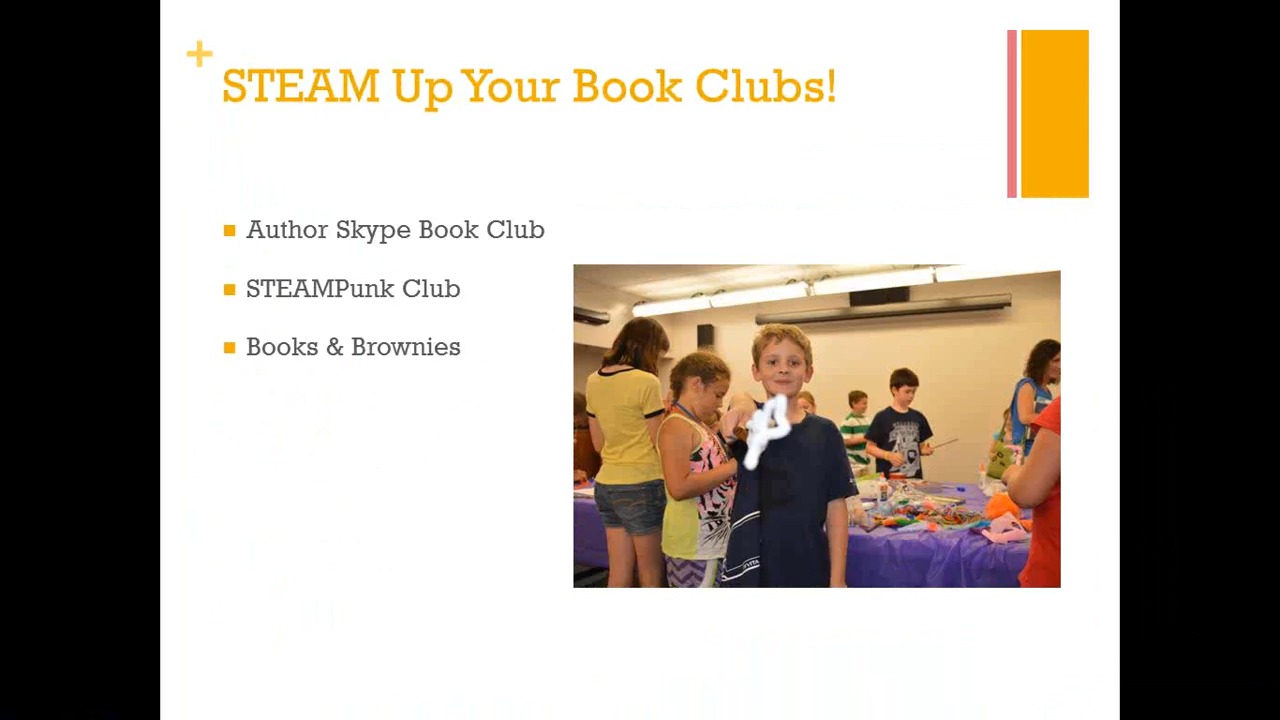 STEAM Up Your Book Clubs!
Author Skype Book Club
STEAMPunk Club
Books & Brownies